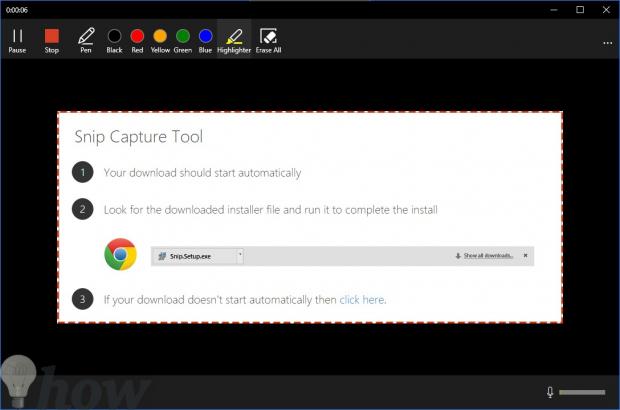 0:00:06
Pause Stop Pen Black Red Yellow Green Blue Highlighter Erase All
Snip Capture Tool
1 Your download should start automatically
2 Look for the downloaded installer file and run it to complete the install
Snip.Setup.exe Show all downloads...
3 If your download doesn't start automatically then click here.
how